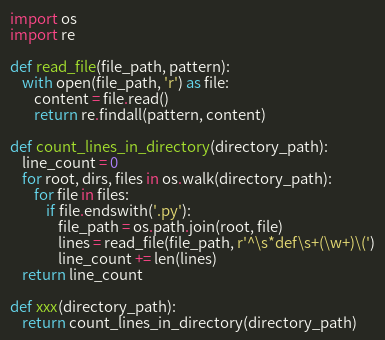 import os
import re

def read_file(file_path, pattern):
    with open(file_path, 'r') as file:
        content = file.read()
        return re.findall(pattern, content)

def count_lines_in_directory(directory_path):
    line_count = 0
    for root, dirs, files in os.walk(directory_path):
        for file in files:
            if file.endswith('.py'):
                file_path = os.path.join(root, file)
                lines = read_file(file_path, r'^\s*def\s+(\w+)\(')
                line_count += len(lines)
    return line_count

def xxx(directory_path):
    return count_lines_in_directory(directory_path)